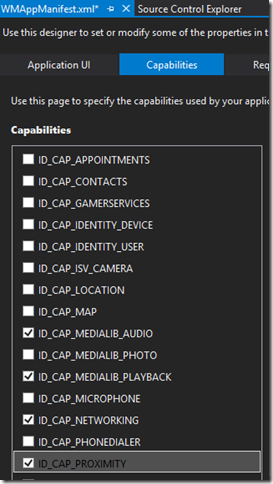 WMAppManifest.xml* Source Control Explorer
Use this designer to set or modify some of the properties in t
Application UI Capabilities Req
Use this page to specify the capabilities used by your applic
Capabilities
ID_CAP_APPOINTMENTS
ID_CAP_CONTACTS
ID_CAP_GAMERSERVICES
ID_CAP_IDENTITY_DEVICE
ID_CAP_IDENTITY_USER
ID_CAP_ISV_CAMERA
ID_CAP_LOCATION
ID_CAP_MAP
ID_CAP_MEDIALIB_AUDIO
ID_CAP_MEDIALIB_PHOTO
ID_CAP_MEDIALIB_PLAYBACK
ID_CAP_MICROPHONE
ID_CAP_NETWORKING
ID_CAP_PHONEDIALER
ID_CAP_PROXIMITY